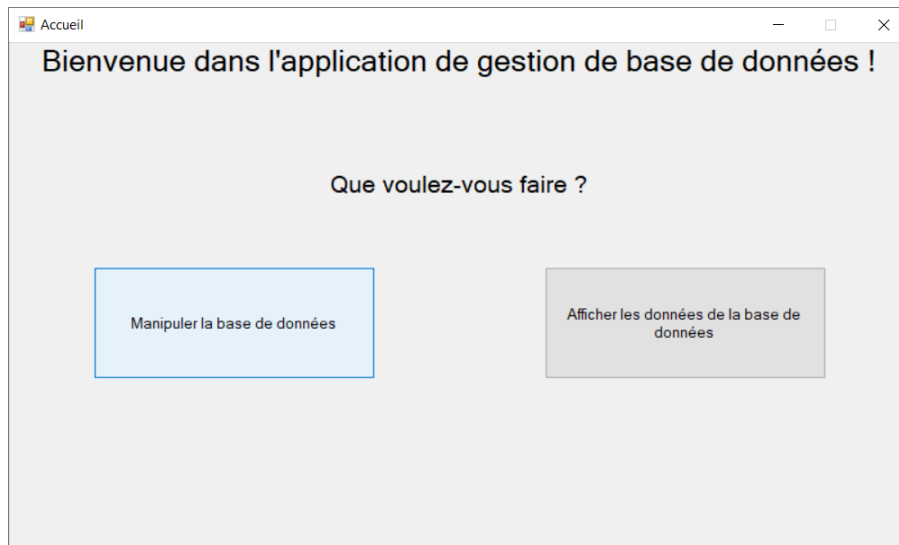 Accueil
Bienvenue dans l'application de gestion de base de données !
Que voulez-vous faire ?
Manipuler la base de données
Afficher les données de la base de
données